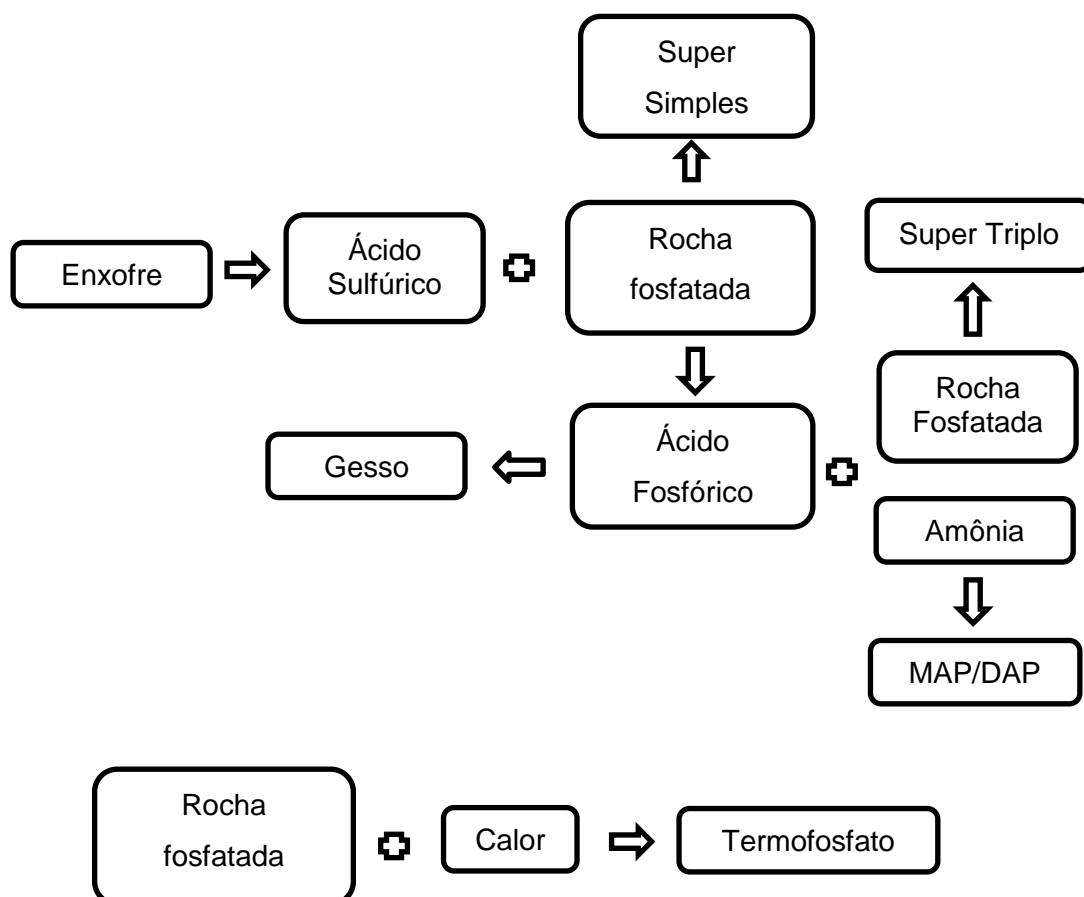 Super
Simples
Enxofre
Ácido
Sulfúrico
Rocha
fosfatada
Super Triplo
Rocha
Fosfatada
Gesso
Ácido
Fosfórico
Amônia
MAP/DAP
Rocha
fosfatada
Calor
Termofosfato